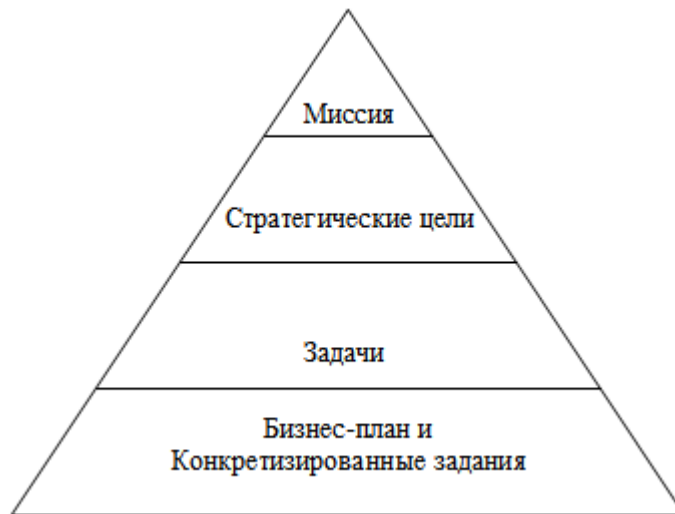 Миссия
Стратегические цели
Задачи
Бизнес-план и
Конкретизированные задания